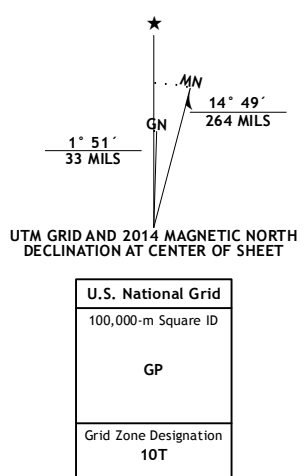 ★
MN
GN
14° 49´
264 MILS
1° 51´
33 MILS
UTM GRID AND 2014 MAGNETIC NORTH
DECLINATION AT CENTER OF SHEET
U.S. National Grid
100,000-m Square ID
GP
Grid Zone Designation
10T